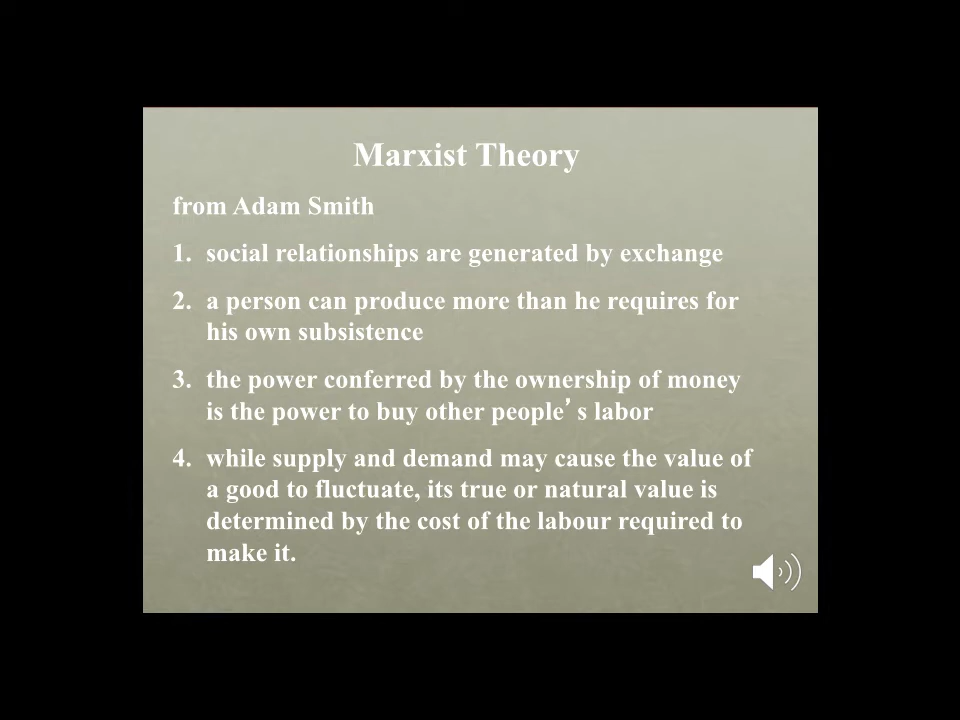 Marxist Theory
from Adam Smith
1. social relationships are generated by exchange
2. a person can produce more than he requires for
his own subsistence
3. the power conferred by the ownership of money
is the power to buy other people’s labor
4. while supply and demand may cause the value of
a good to fluctuate, its true or natural value is
determined by the cost of the labour required to
make it.